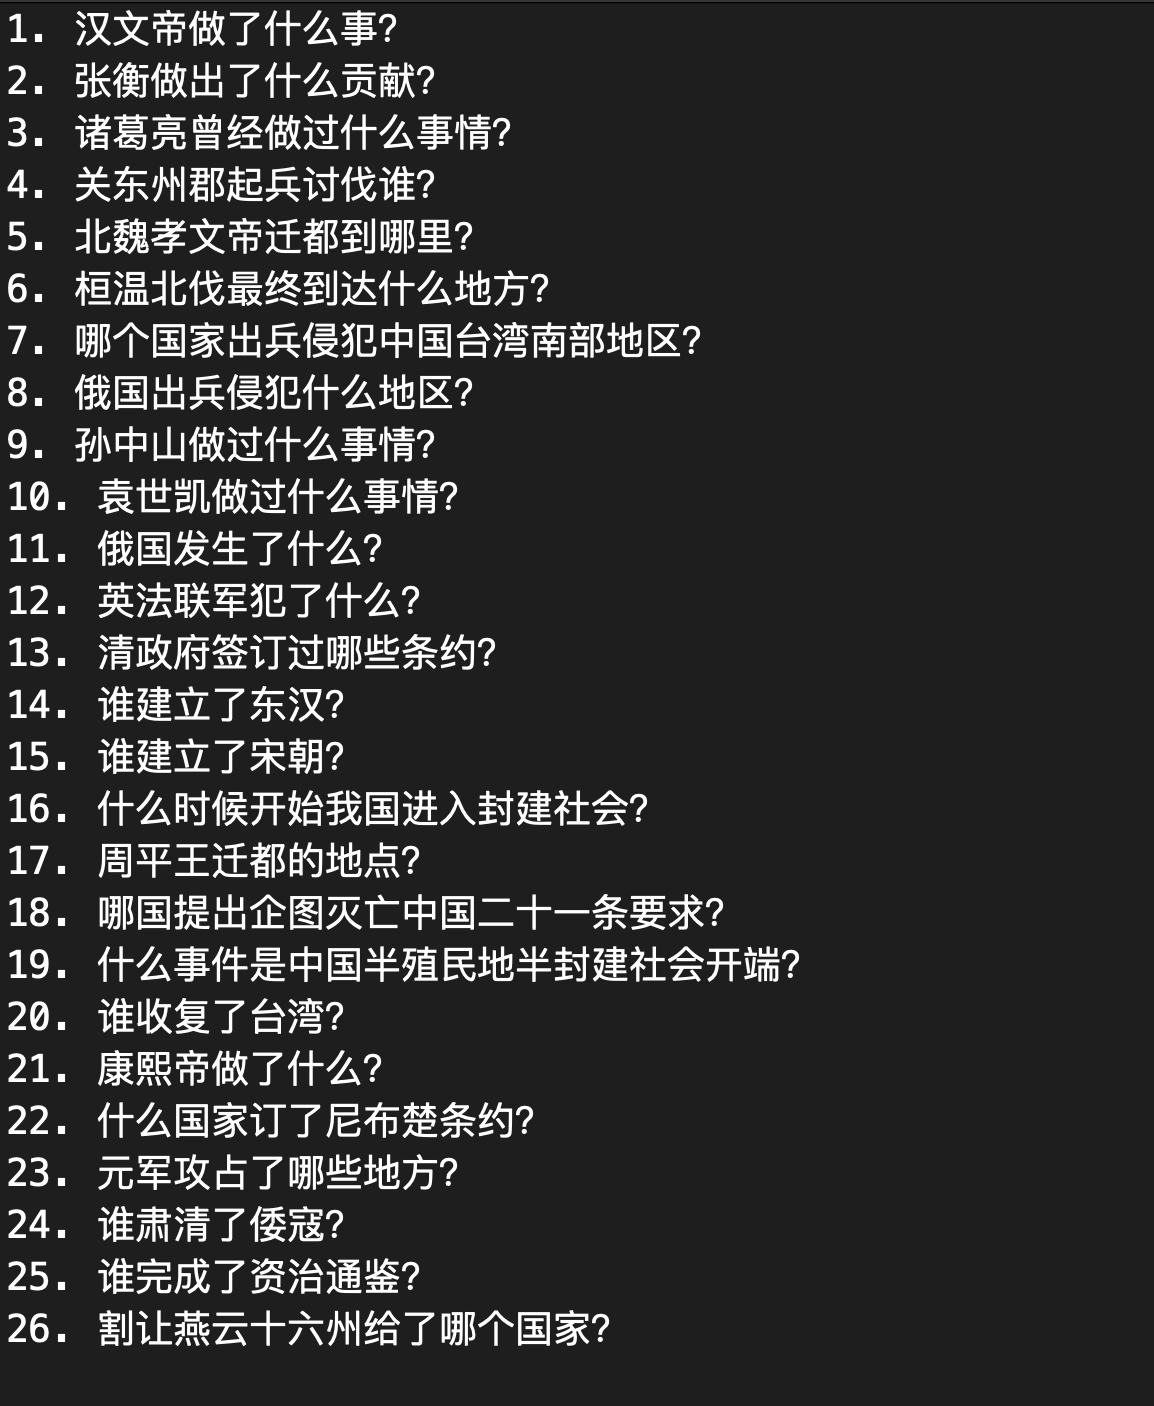 1. 汉文帝做了什么事?
2. 张衡做出了什么贡献?
3. 诸葛亮曾经做过什么事情?
4. 关东州郡起兵讨伐谁?
5. 北魏孝文帝迁都到哪里?
6. 桓温北伐最终到达什么地方?
7. 哪个国家出兵侵犯中国台湾南部地区?
8. 俄国出兵侵犯什么地区?
9. 孙中山做过什么事情?
10. 袁世凯做过什么事情?
11. 俄国发生了什么?
12. 英法联军犯了什么?
13. 清政府签订过哪些条约?
14. 谁建立了东汉?
15. 谁建立了宋朝?
16. 什么时候开始我国进入封建社会?
17. 周平王迁都的地点?
18. 哪国提出企图灭亡中国二十一条要求?
19. 什么事件是中国半殖民地半封建社会开端?
20. 谁收复了台湾?
21. 康熙帝做了什么?
22. 什么国家订了尼布楚条约?
23. 元军攻占了哪些地方?
24. 谁肃清了倭寇?
25. 谁完成了资治通鉴?
26. 割让燕云十六州给了哪个国家?